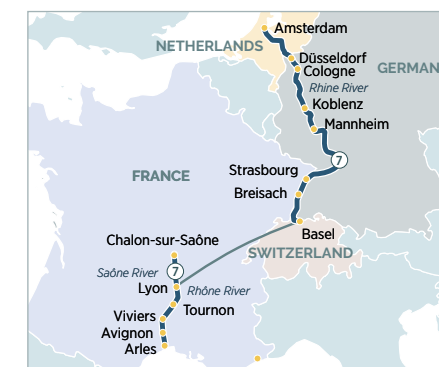 Amsterdam
NETHERLANDS
Düsseldorf
Cologne
GERMAN
Rhine River
Koblenz
Mannheim
7
Strasbourg
FRANCE
Breisach
Basel
Chalon-sur-Saône
SWITZERLAND
Saône River
7
Lyon
Rhône River
Tournon
Viviers
Avignon
Arles